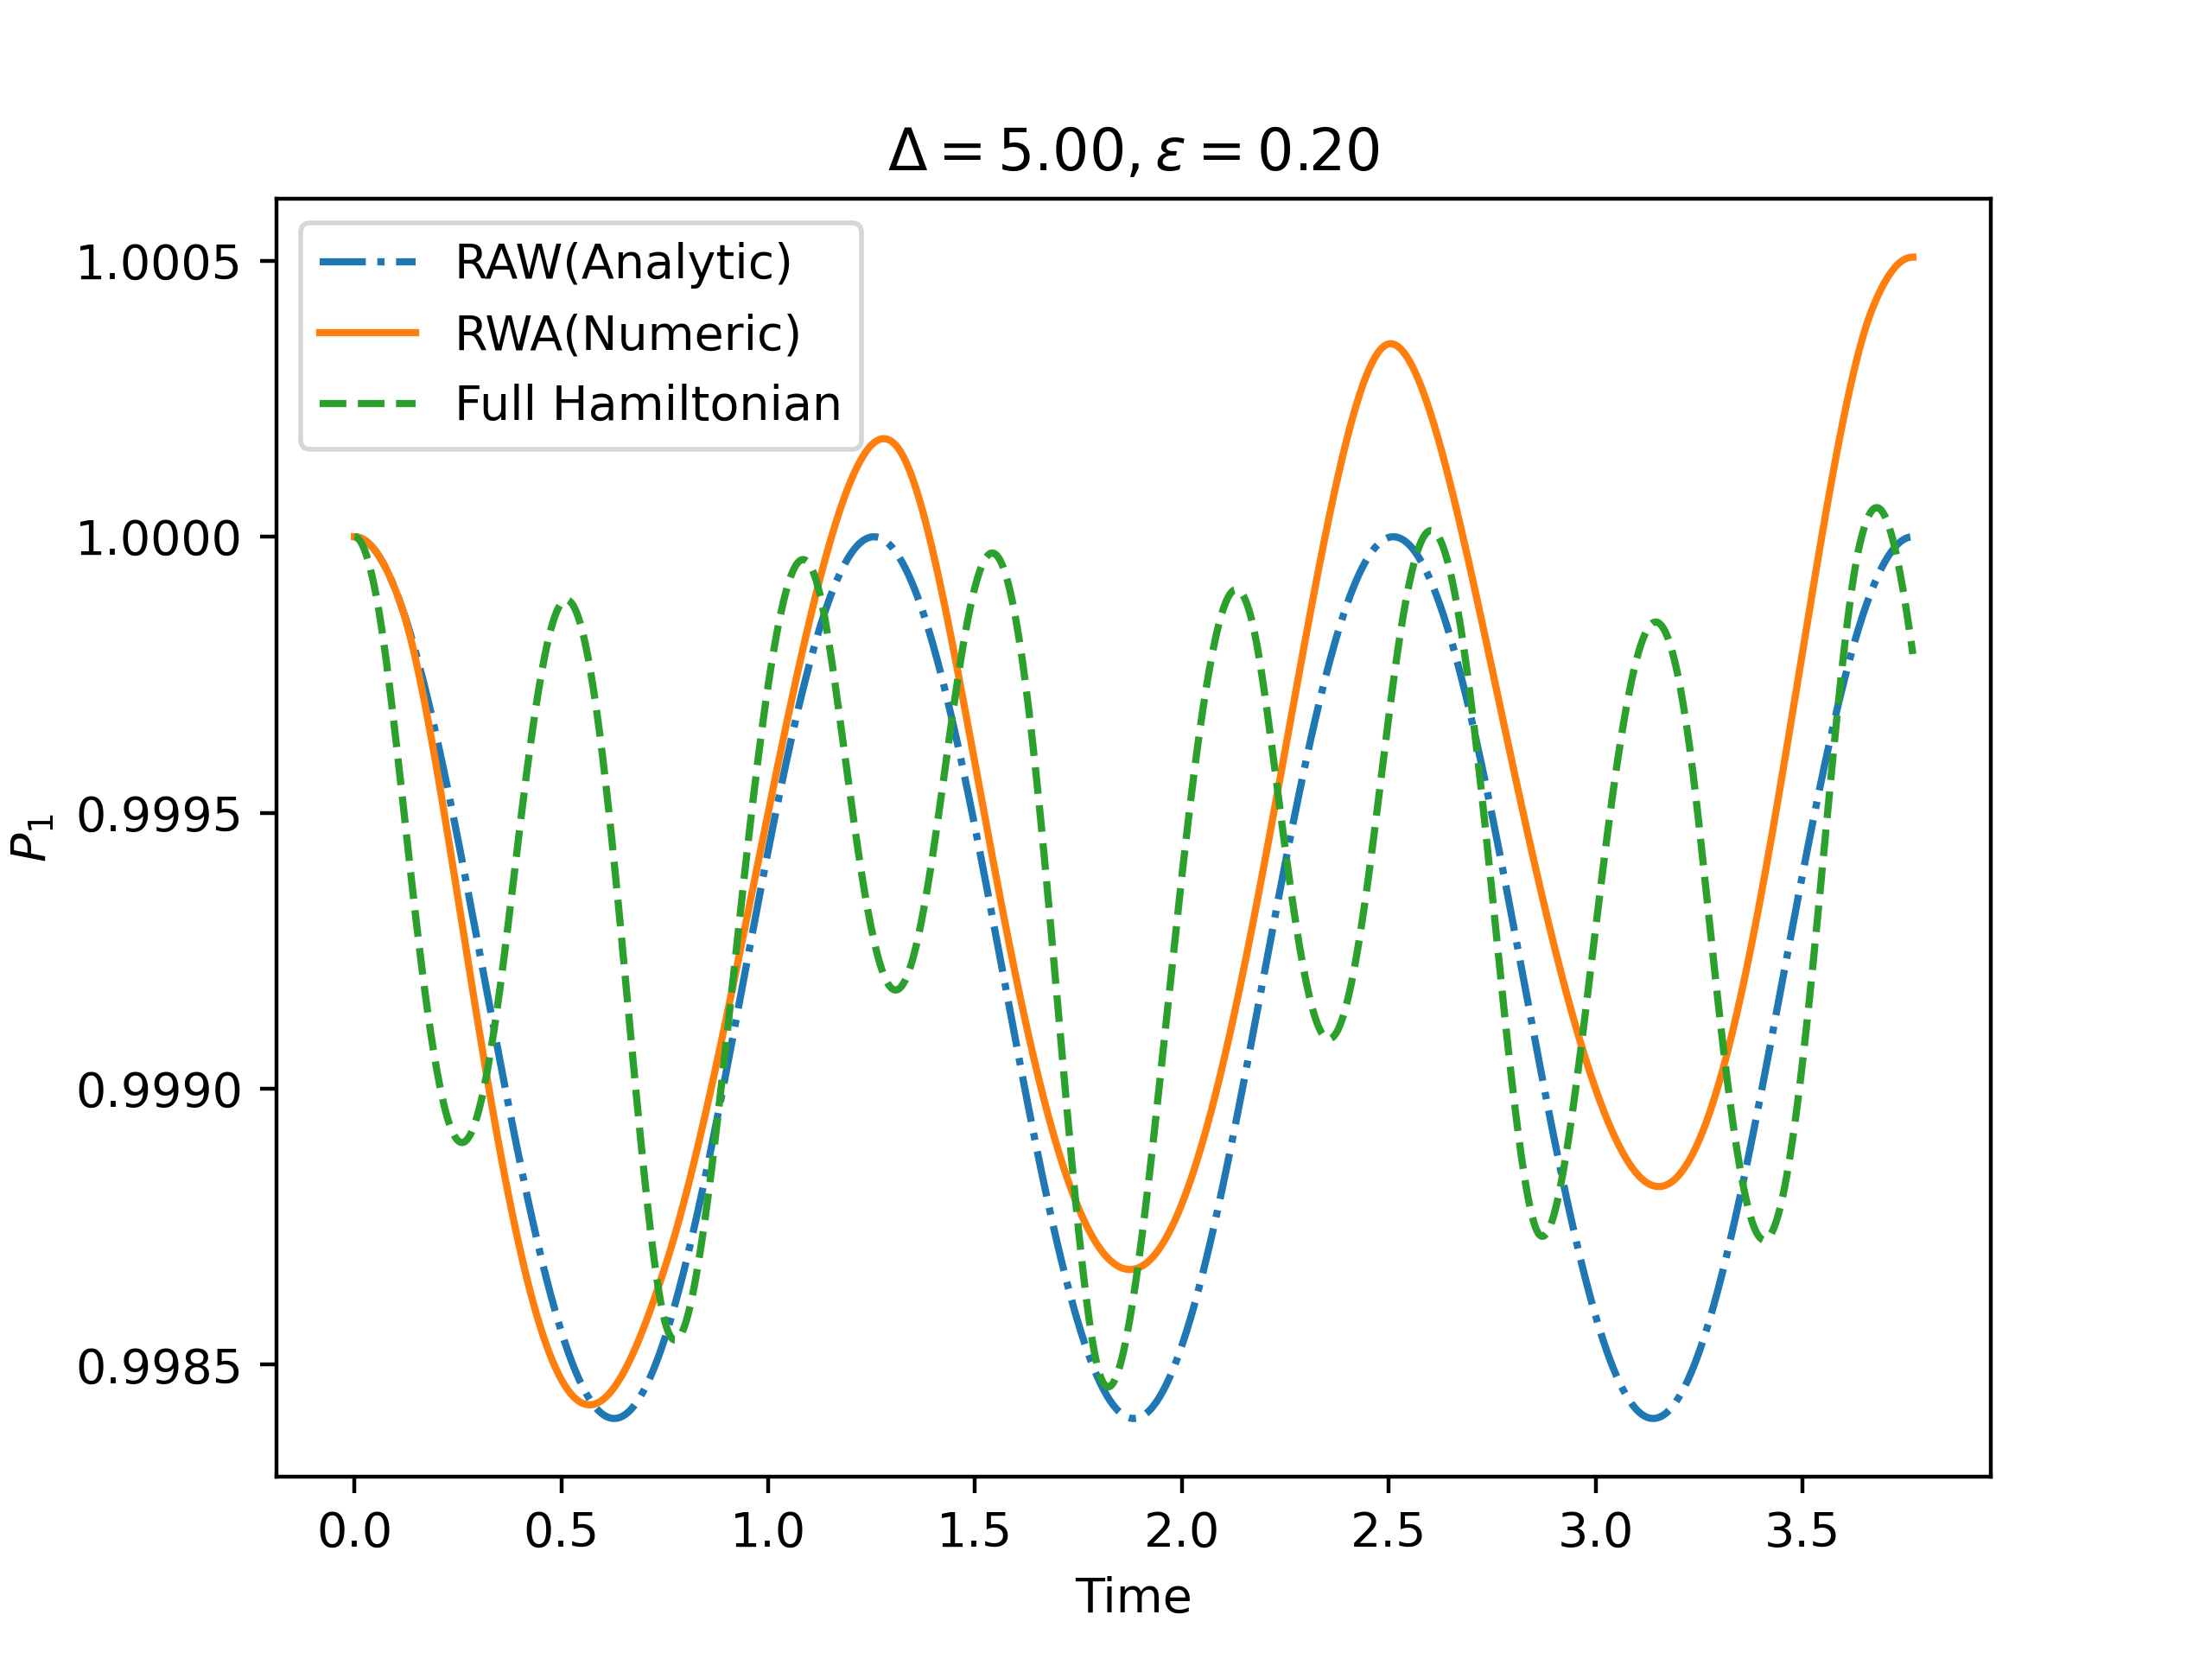 Δ = 5.00, ε = 0.20
RAW(Analytic)
RWA(Numeric)
Full Hamiltonian
1.0005
1.0000
0.9995
0.9990
0.9985
P₁
0.0 0.5 1.0 1.5 2.0 2.5 3.0 3.5
Time